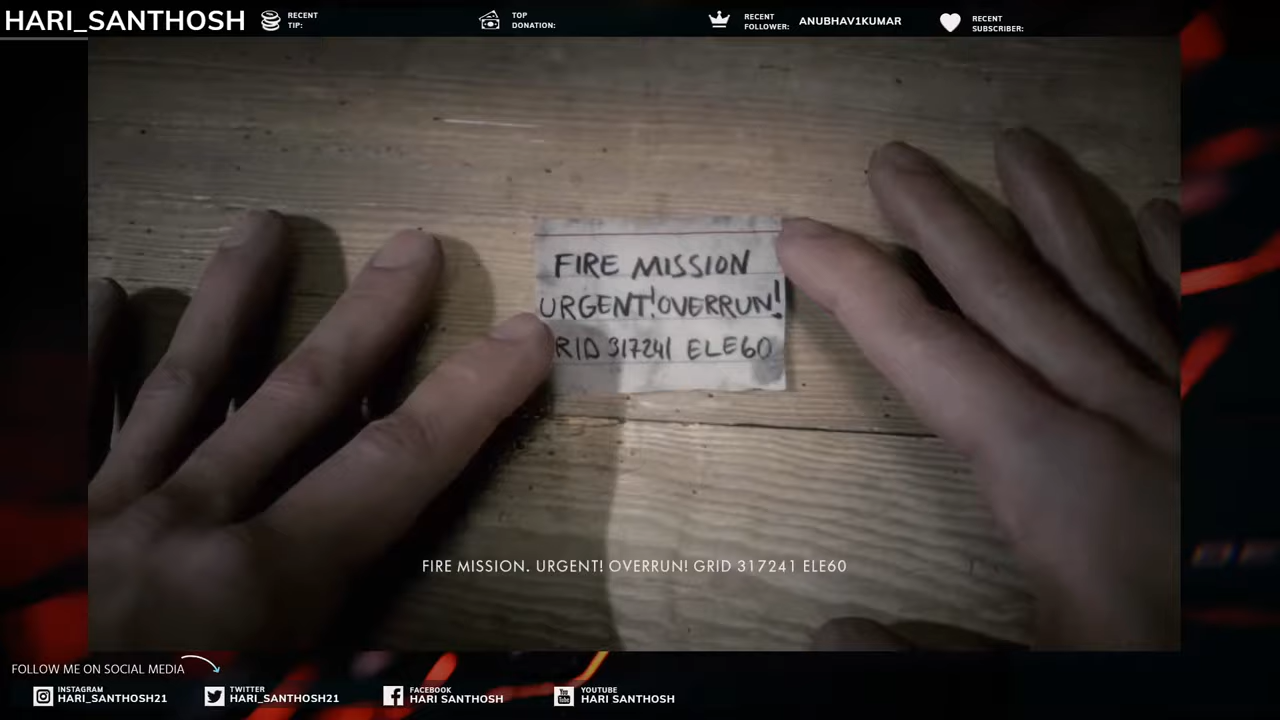 HARI_SANTHOSH
RECENT TIP:
TOP DONATION:
RECENT FOLLOWER: ANUBHAV1KUMAR
RECENT SUBSCRIBER:
FIRE MISSION
URGENT! OVERRUN!
RID 317241 ELE60
FIRE MISSION. URGENT! OVERRUN! GRID 317241 ELE60
FOLLOW ME ON SOCIAL MEDIA
INSTAGRAM
HARI_SANTHOSH21
TWITTER
HARI_SANTHOSH21
FACEBOOK
HARI SANTHOSH
YOUTUBE
HARI SANTHOSH